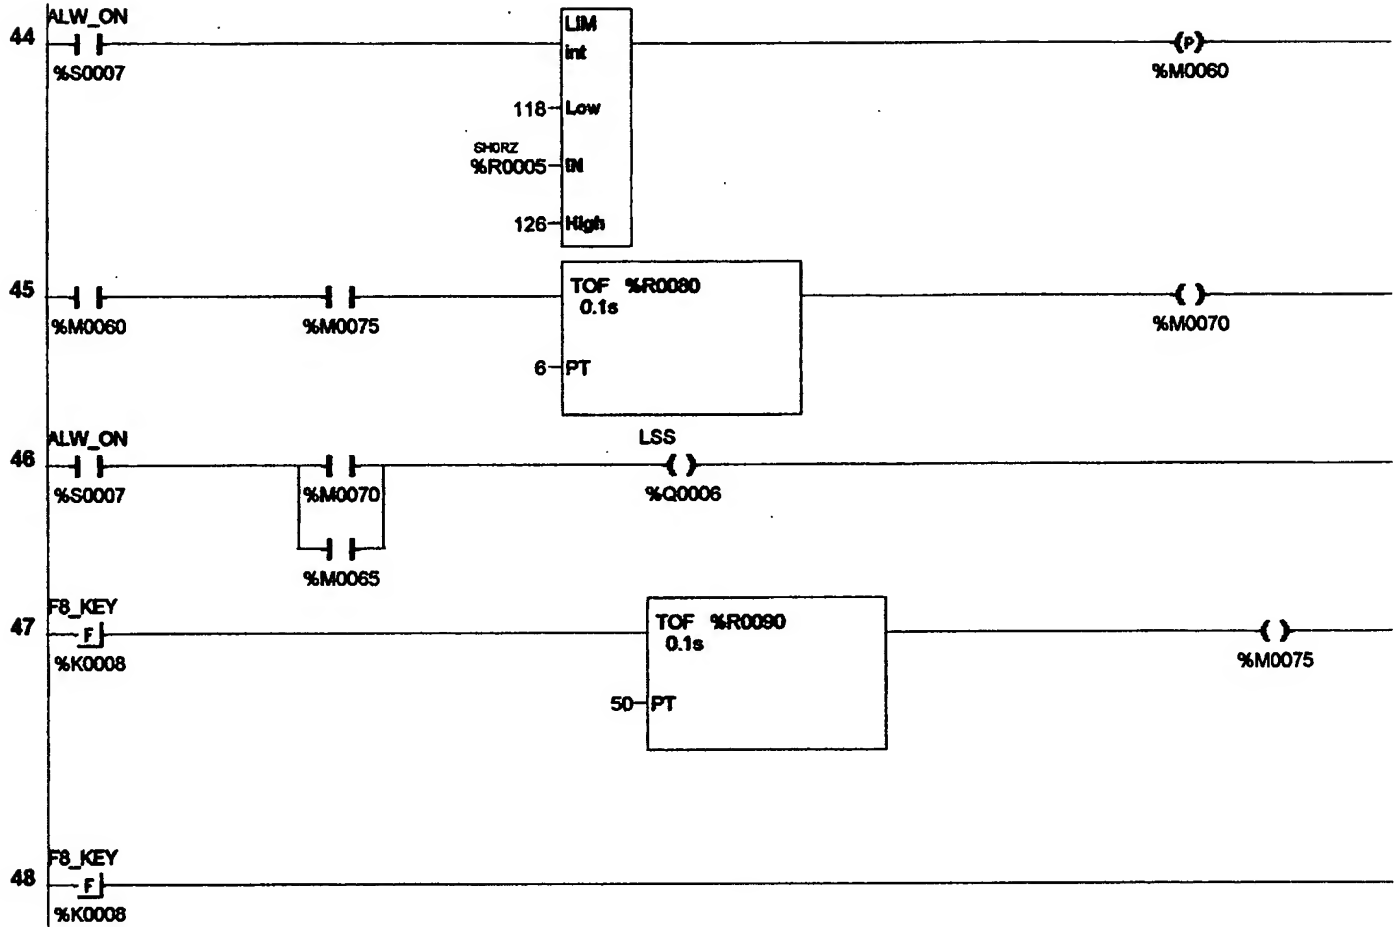 ALW_ON
44
%S0007
LIM
int
118
Low
SHORZ
%R0005
IN
126
High
(P)
%M0060
45
%M0060
%M0075
TOF %R0080
0.1s
6
PT
( )
%M0070
ALW_ON
46
%S0007
%M0070
%M0065
LSS
( )
%Q0006
F8_KEY
47
F
%K0008
TOF %R0090
0.1s
50
PT
( )
%M0075
F8_KEY
48
F
%K0008